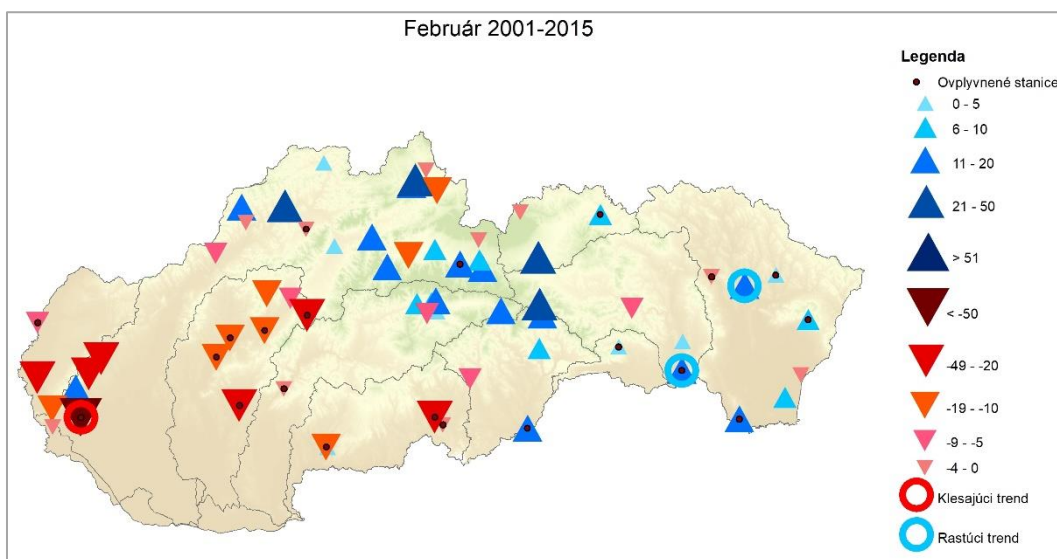 Február 2001-2015
Legenda
Ovplyvnené stanice
0 - 5
6 - 10
11 - 20
21 - 50
> 51
< -50
-49 - -20
-19 - -10
-9 - -5
-4 - 0
Klesajúci trend
Rastúci trend